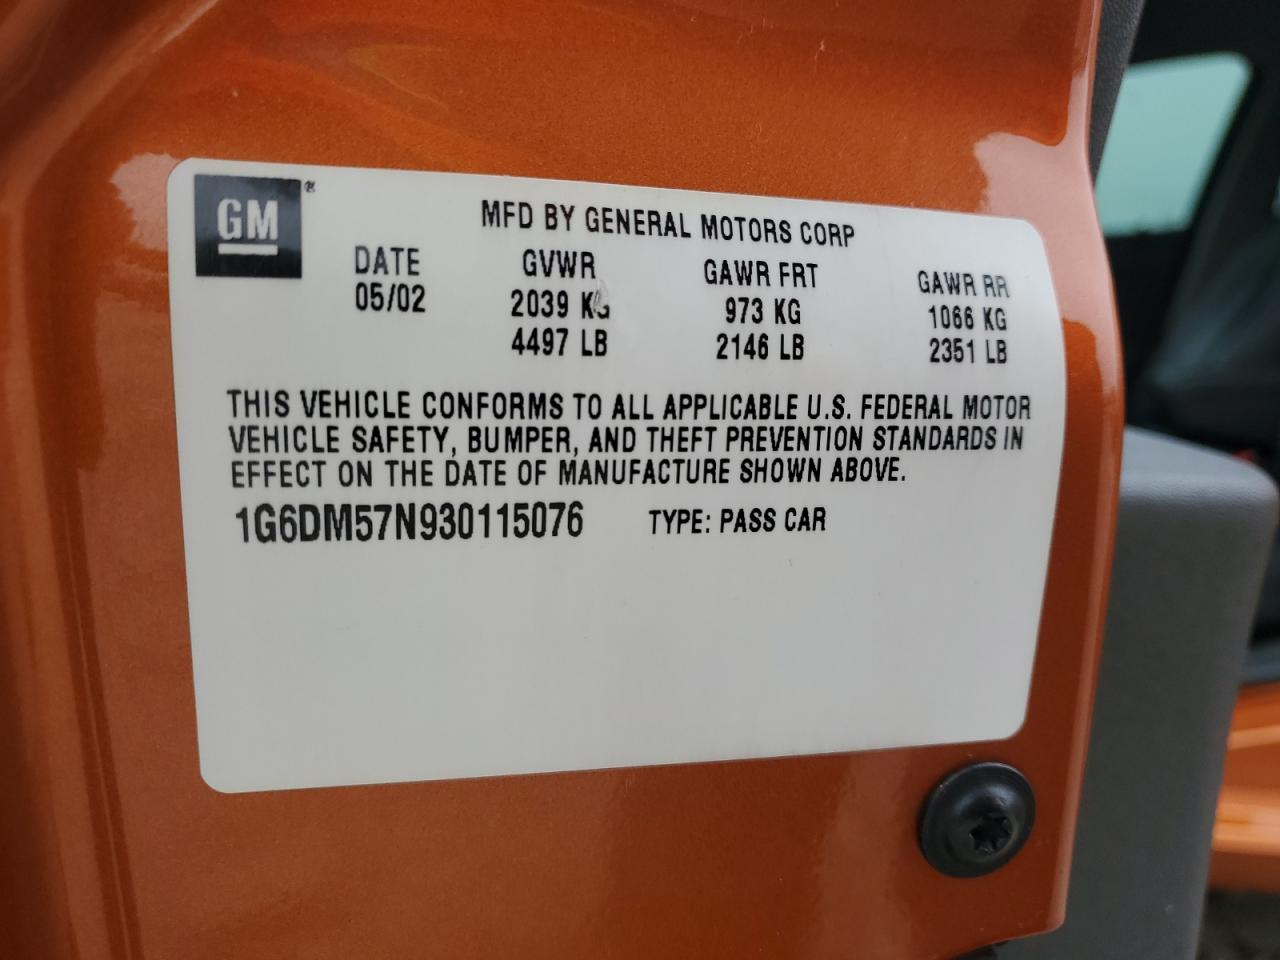 GM®
MFD BY GENERAL MOTORS CORP
DATE GVWR GAWR FRT GAWR RR
05/02 2039 KG 973 KG 1066 KG
4497 LB 2146 LB 2351 LB
THIS VEHICLE CONFORMS TO ALL APPLICABLE U.S. FEDERAL MOTOR
VEHICLE SAFETY, BUMPER, AND THEFT PREVENTION STANDARDS IN
EFFECT ON THE DATE OF MANUFACTURE SHOWN ABOVE.
1G6DM57N930115076 TYPE: PASS CAR